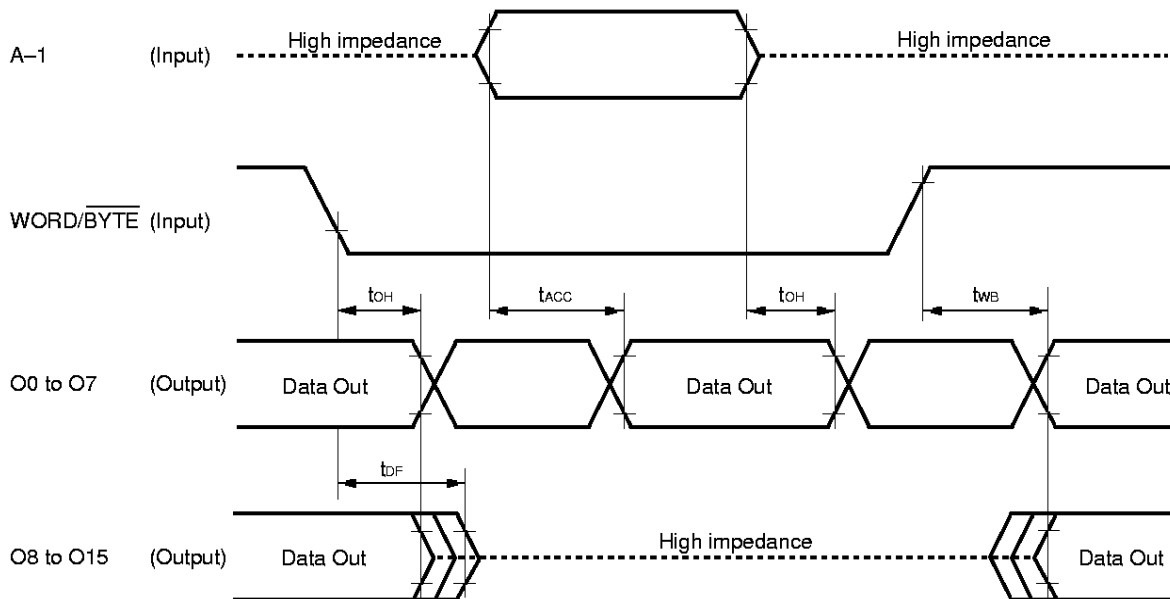 A–1 (Input) High impedance High impedance
WORD/BYTE (Input)
tOH tACC tOH tWB
O0 to O7 (Output) Data Out Data Out Data Out
tDF
O8 to O15 (Output) Data Out High impedance Data Out